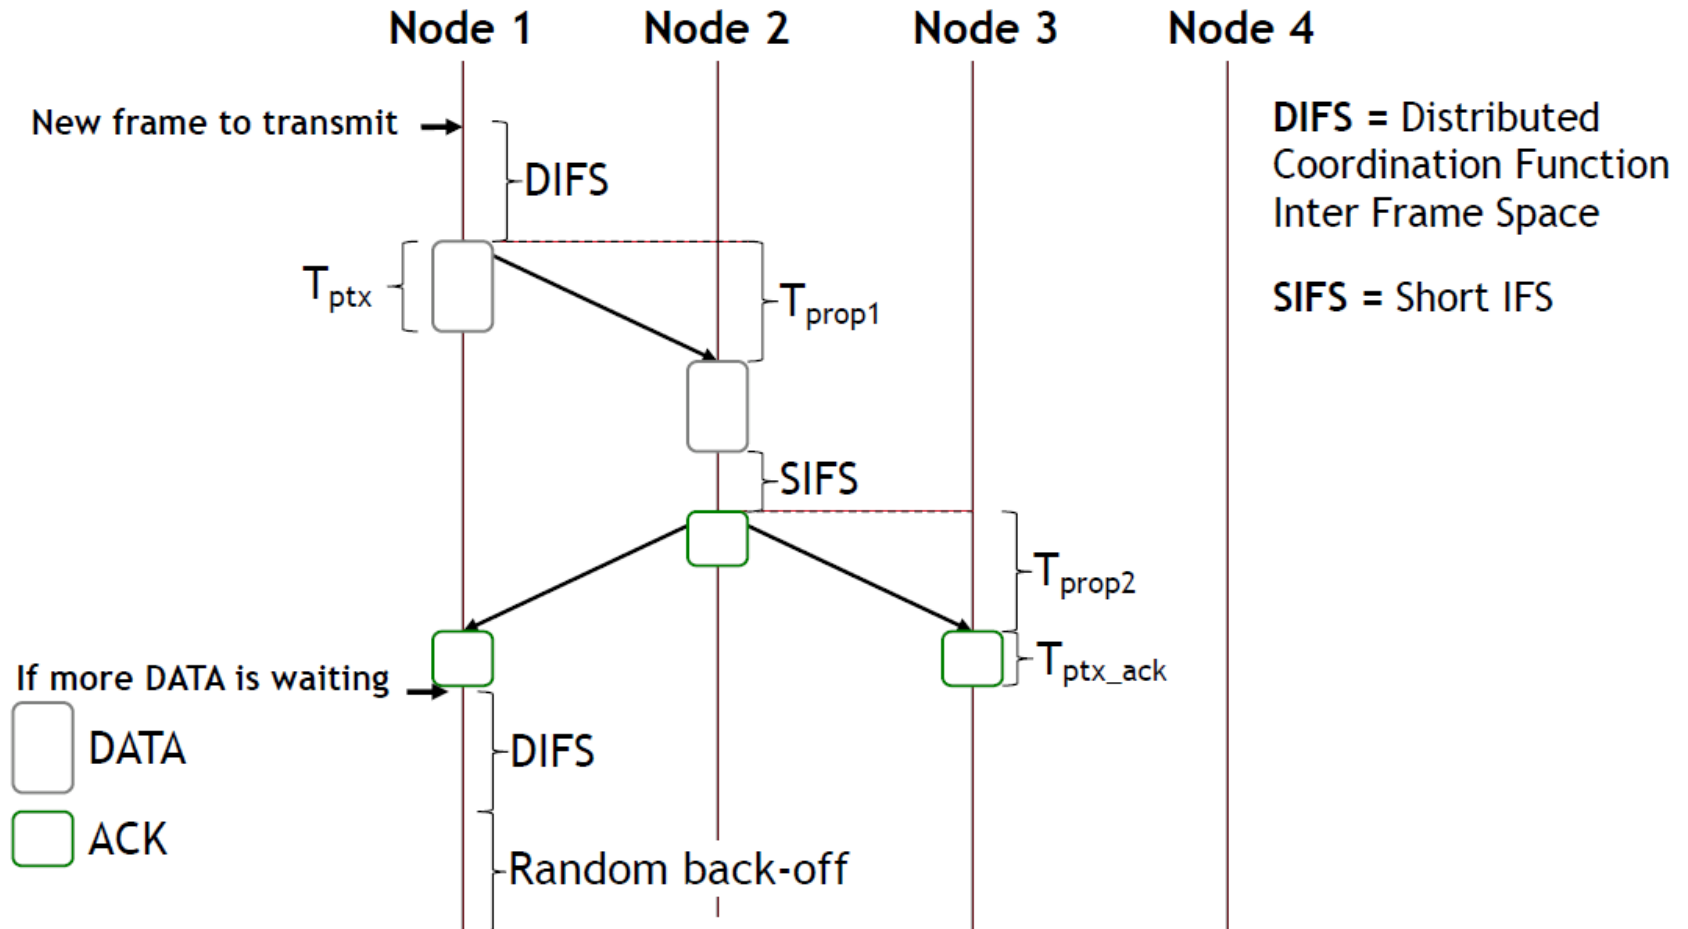 Node 1
Node 2
Node 3
Node 4
New frame to transmit
DIFS
DIFS = Distributed
Coordination Function
Inter Frame Space
SIFS = Short IFS
Tptx
Tprop1
SIFS
Tprop2
Tptx_ack
If more DATA is waiting
DATA
DIFS
ACK
Random back-off